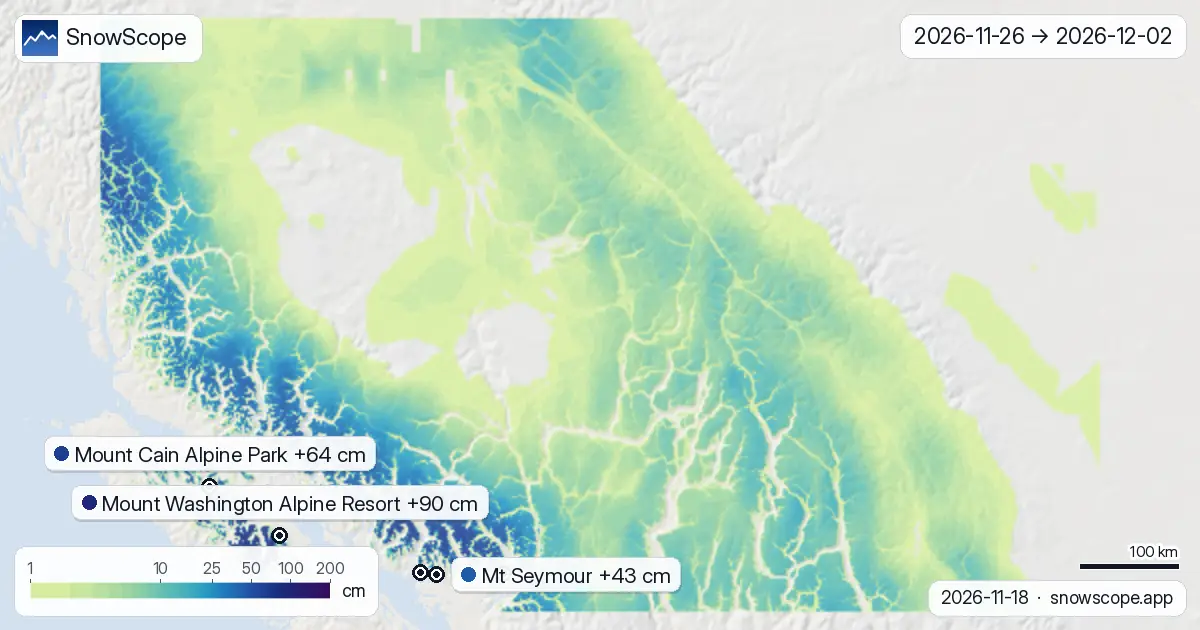 SnowScope
2026-11-26 → 2026-12-02
Mount Cain Alpine Park +64 cm
Mount Washington Alpine Resort +90 cm
Mt Seymour +43 cm
1 10 25 50 100 200
cm
100 km
2026-11-18 · snowscope.app